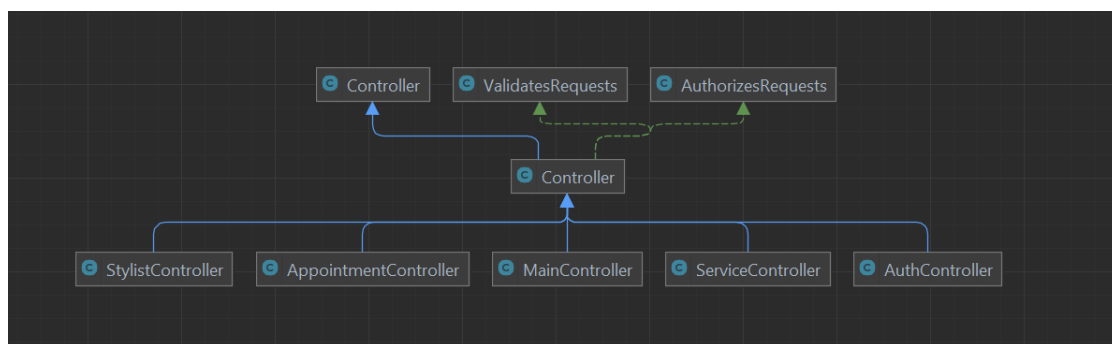 C Controller
C ValidatesRequests
C AuthorizesRequests
C Controller
C StylistController
C AppointmentController
C MainController
C ServiceController
C AuthController